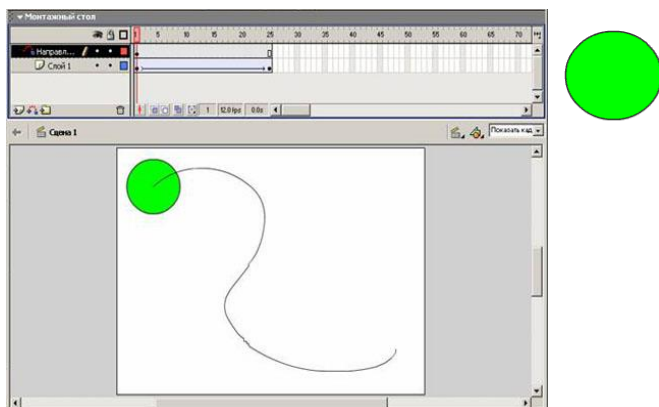 Монтажный стол
1 5 10 15 20 25 30 35 40 45 50 55 60 65 70
Направл...
Слой 1
1 12.0 fps 0.0s
Сцена 1
Показать кад